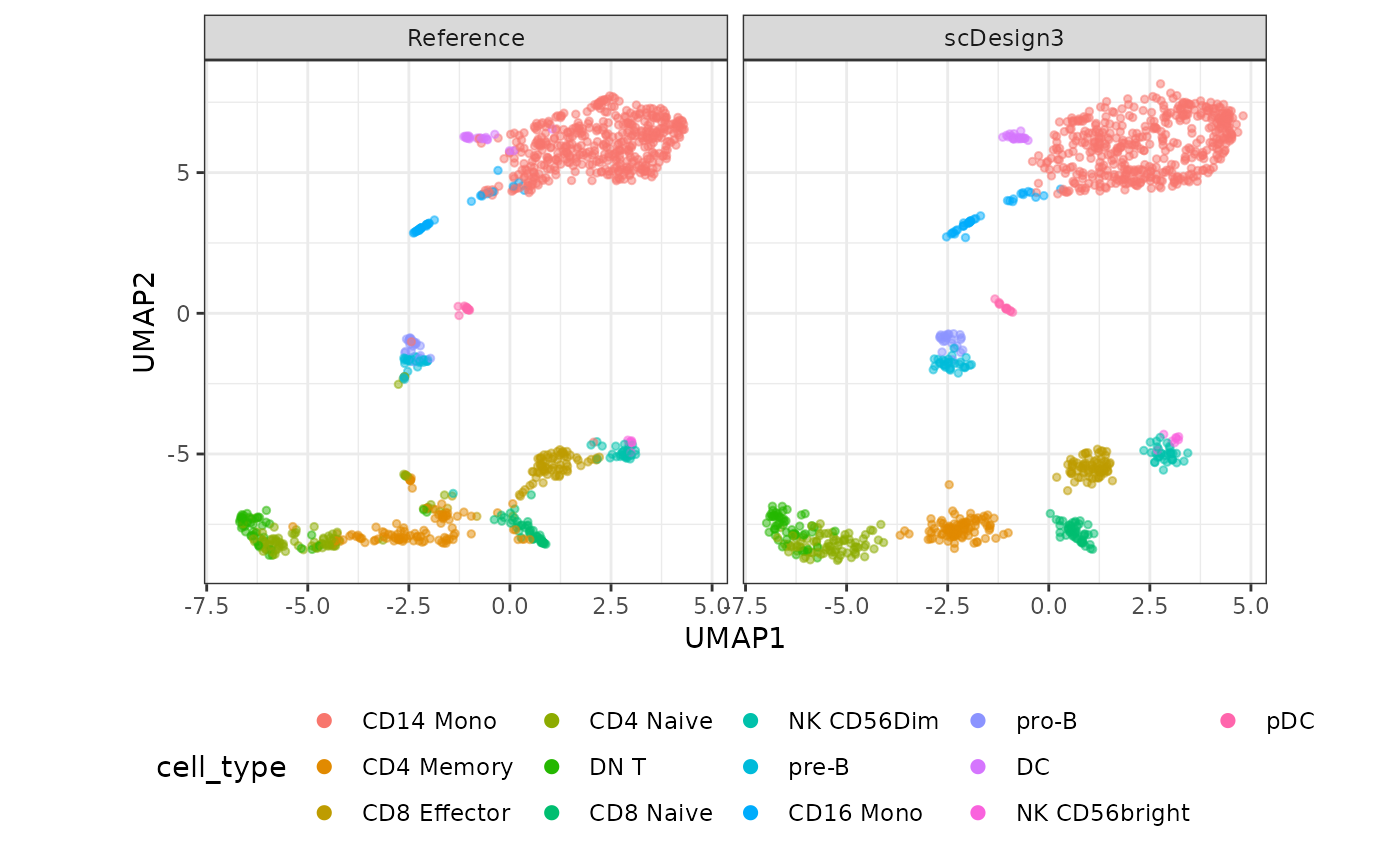 Reference
scDesign3
UMAP2
5
0
-5
-7.5 -5.0 -2.5 0.0 2.5 5.0
-7.5 -5.0 -2.5 0.0 2.5 5.0
UMAP1
cell_type
CD14 Mono
CD4 Memory
CD8 Effector
CD4 Naive
DN T
CD8 Naive
NK CD56Dim
pre-B
CD16 Mono
pro-B
DC
NK CD56bright
pDC